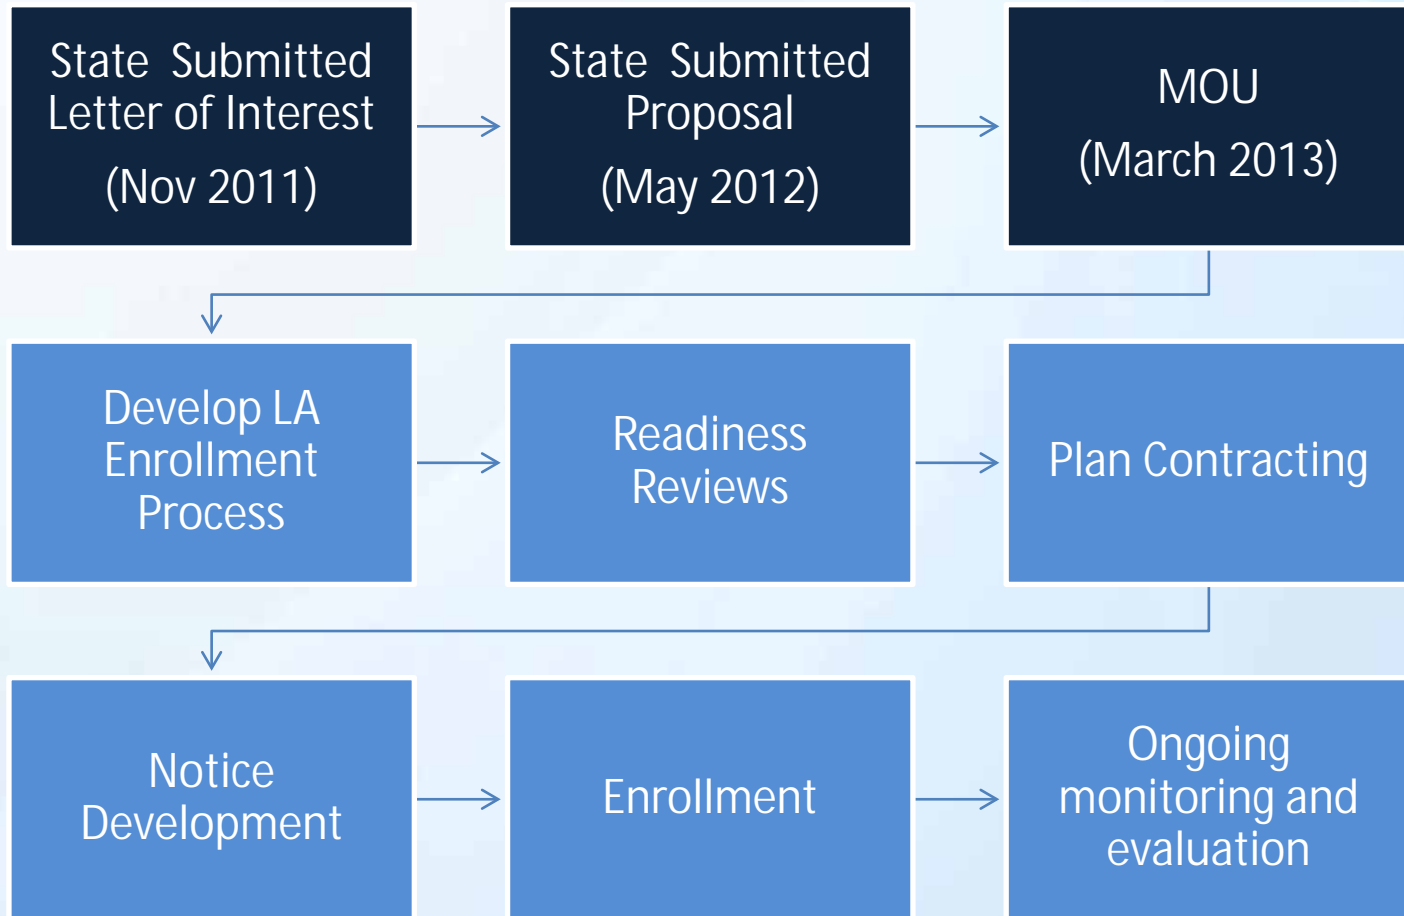 State Submitted
Letter of Interest
(Nov 2011)
State Submitted
Proposal
(May 2012)
MOU
(March 2013)
Develop LA
Enrollment
Process
Readiness
Reviews
Plan Contracting
Notice
Development
Enrollment
Ongoing
monitoring and
evaluation